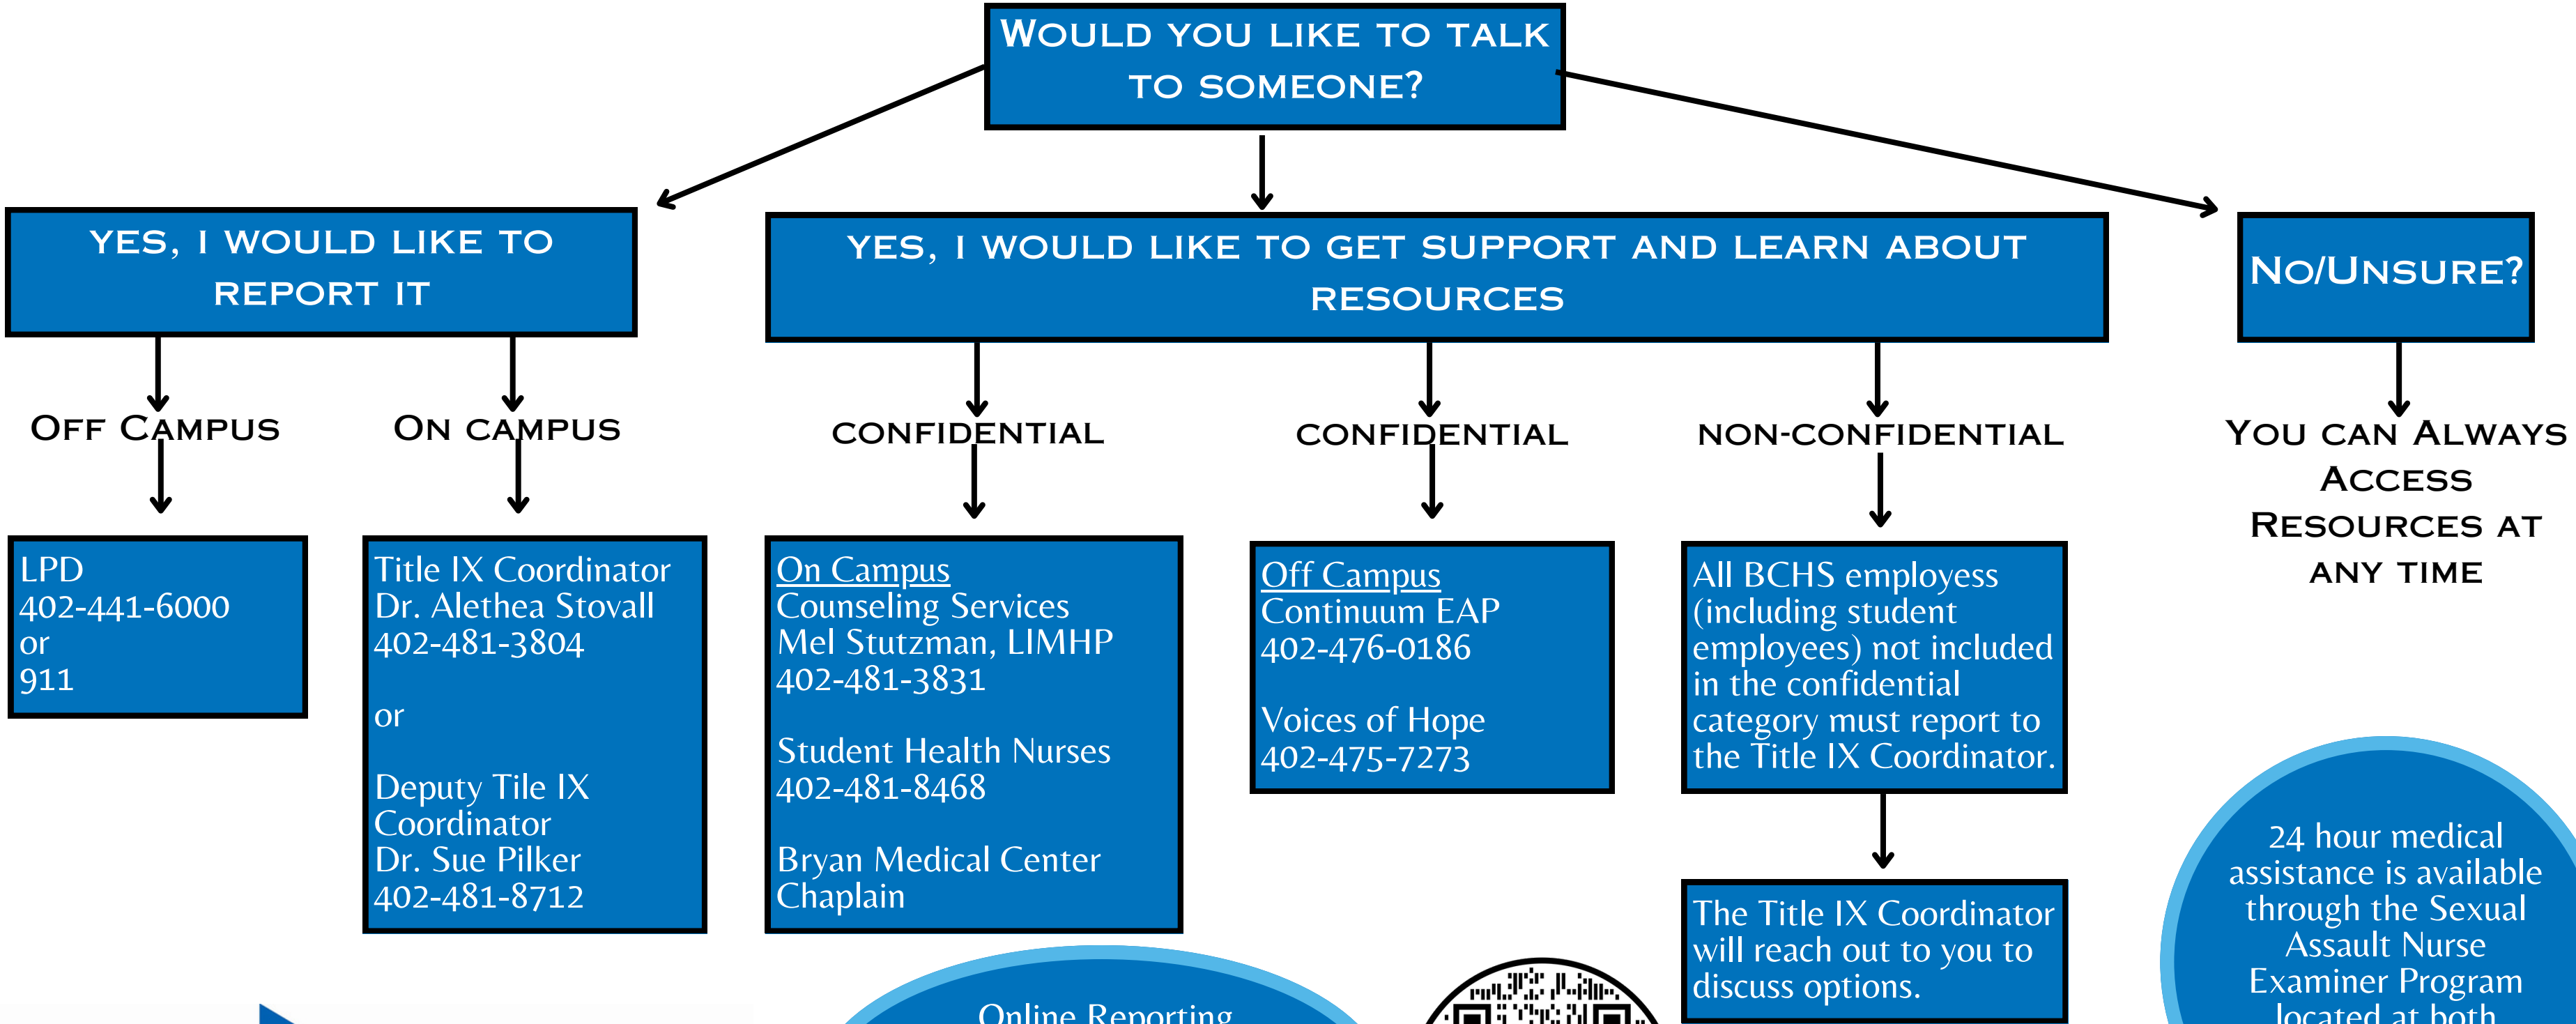 WOULD YOU LIKE TO TALK
TO SOMEONE?
YES, I WOULD LIKE TO
REPORT IT
YES, I WOULD LIKE TO GET SUPPORT AND LEARN ABOUT
RESOURCES
NO/UNSURE?
OFF CAMPUS
ON CAMPUS
CONFIDENTIAL
CONFIDENTIAL
NON-CONFIDENTIAL
YOU CAN ALWAYS
ACCESS
RESOURCES AT
ANY TIME
LPD
402-441-6000
or
911
Title IX Coordinator
Dr. Alethea Stovall
402-481-3804
or
Deputy Tile IX
Coordinator
Dr. Sue Pilker
402-481-8712
On Campus
Counseling Services
Mel Stutzman, LIMHP
402-481-3831
Student Health Nurses
402-481-8468
Bryan Medical Center
Chaplain
Off Campus
Continuum EAP
402-476-0186
Voices of Hope
402-475-7273
All BCHS employess
(including student
employees) not included
in the confidential
category must report to
the Title IX Coordinator.
The Title IX Coordinator
will reach out to you to
discuss options.
24 hour medical
assistance is available
through the Sexual
Assault Nurse
Examiner Program
located at both
Online Reporting